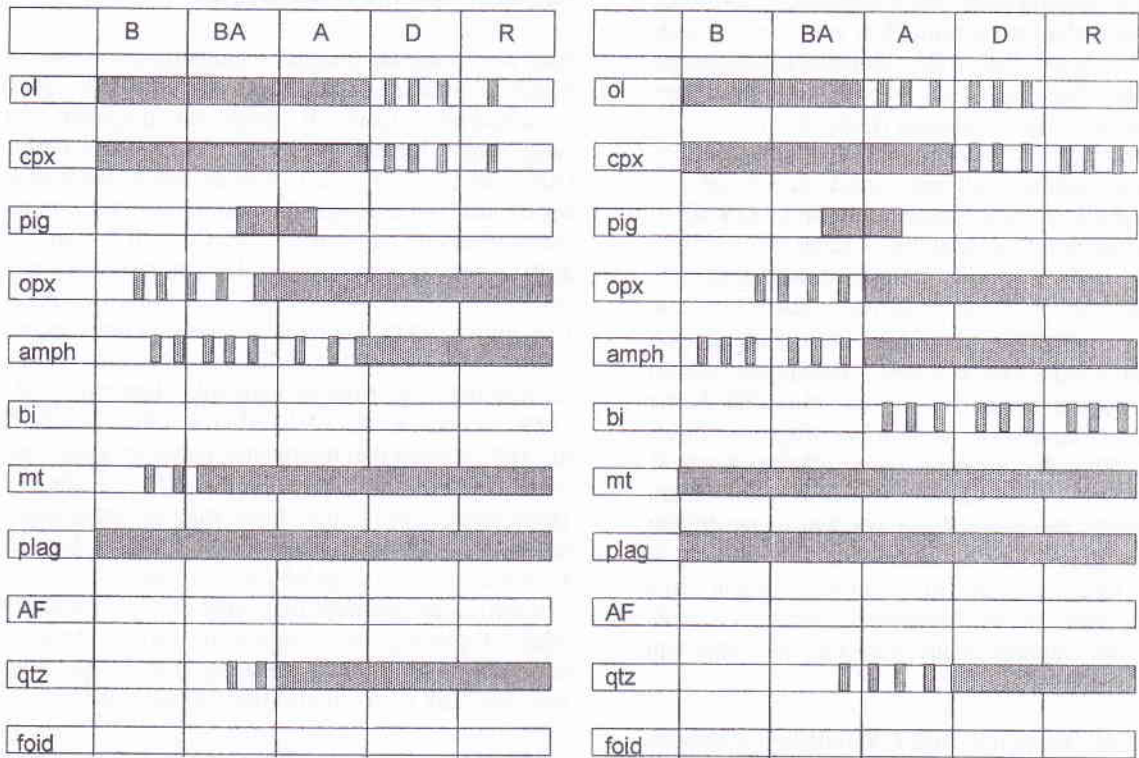 B BA A D R
ol
cpx
pig
opx
amph
bi
mt
plag
AF
qtz
foid
B BA A D R
ol
cpx
pig
opx
amph
bi
mt
plag
AF
qtz
foid